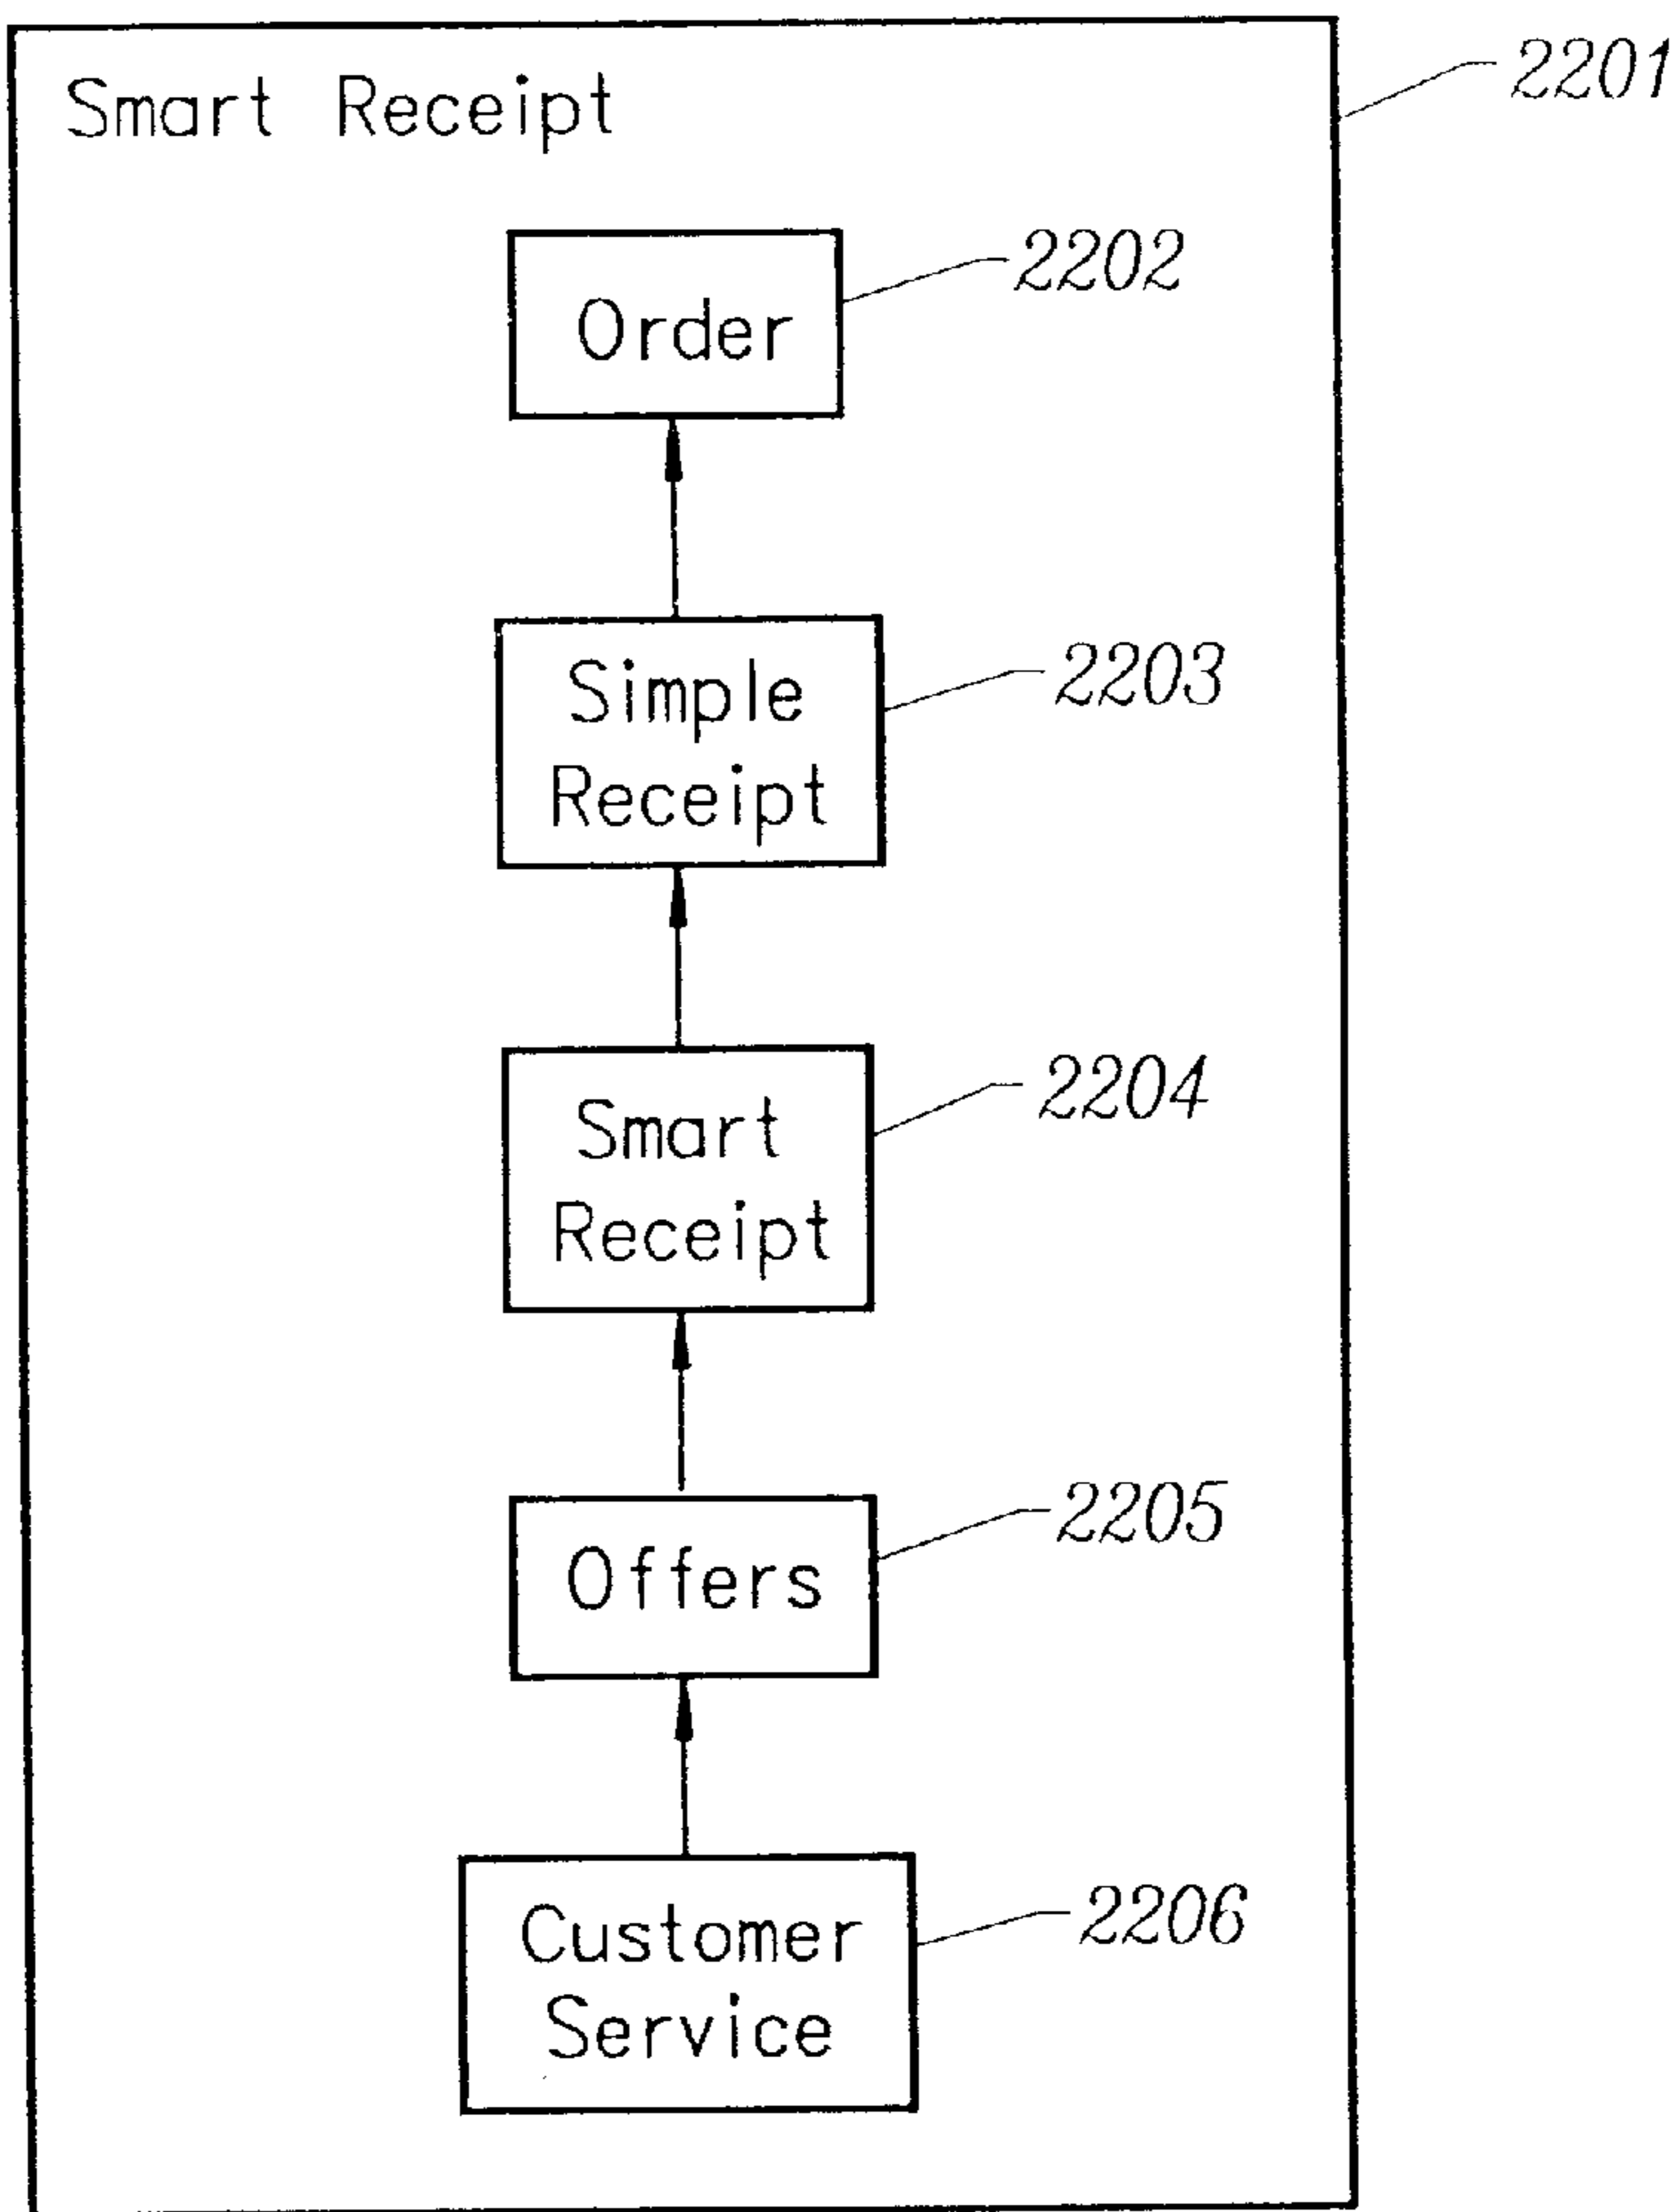 Smart Receipt
2201
Order
2202
Simple
Receipt
2203
Smart
Receipt
2204
Offers
2205
Customer
Service
2206